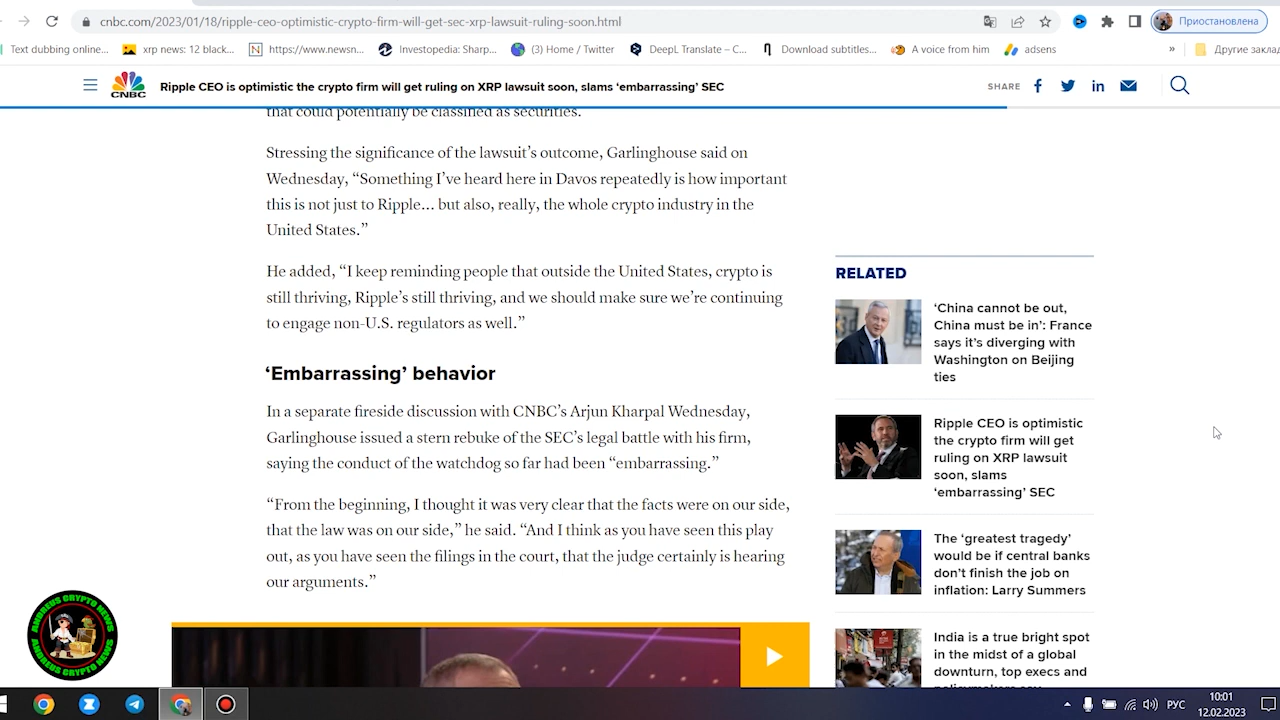 cnbc.com/2023/01/18/ripple-ceo-optimistic-crypto-firm-will-get-sec-xrp-lawsuit-ruling-soon.html
Приостановлена
Text dubbing online...
xrp news: 12 black...
https://www.newsn...
Investopedia: Sharp...
(3) Home / Twitter
DeepL Translate – C...
Download subtitles...
A voice from him
adsens
»
Другие закла
CNBC
Ripple CEO is optimistic the crypto firm will get ruling on XRP lawsuit soon, slams ‘embarrassing’ SEC
SHARE
that could potentially be classified as securities.
Stressing the significance of the lawsuit’s outcome, Garlinghouse said on
Wednesday, “Something I’ve heard here in Davos repeatedly is how important
this is not just to Ripple… but also, really, the whole crypto industry in the
United States.”
He added, “I keep reminding people that outside the United States, crypto is
still thriving, Ripple’s still thriving, and we should make sure we’re continuing
to engage non-U.S. regulators as well.”
‘Embarrassing’ behavior
In a separate fireside discussion with CNBC’s Arjun Kharpal Wednesday,
Garlinghouse issued a stern rebuke of the SEC’s legal battle with his firm,
saying the conduct of the watchdog so far had been “embarrassing.”
“From the beginning, I thought it was very clear that the facts were on our side,
that the law was on our side,” he said. “And I think as you have seen this play
out, as you have seen the filings in the court, that the judge certainly is hearing
our arguments.”
RELATED
‘China cannot be out,
China must be in’: France
says it’s diverging with
Washington on Beijing
ties
Ripple CEO is optimistic
the crypto firm will get
ruling on XRP lawsuit
soon, slams
‘embarrassing’ SEC
The ‘greatest tragedy’
would be if central banks
don’t finish the job on
inflation: Larry Summers
India is a true bright spot
in the midst of a global
downturn, top execs and
policymakers say
ANDREUS CRYPTO NEWS
ANDREUS CRYPTO NEWS
РУС
10:01
12.02.2023